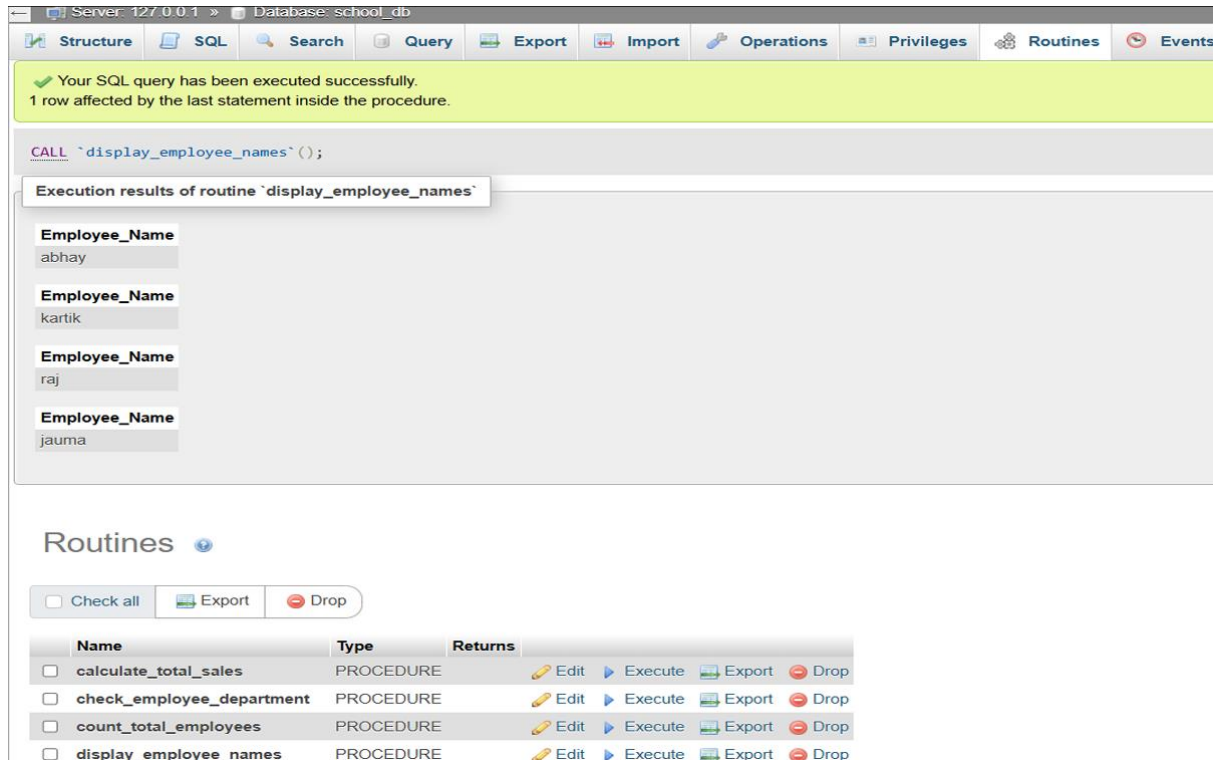 Server: 127.0.0.1 » Database: school_db
Structure SQL Search Query Export Import Operations Privileges Routines Events
Your SQL query has been executed successfully.
1 row affected by the last statement inside the procedure.
CALL `display_employee_names`();
Execution results of routine `display_employee_names`
Employee_Name
abhay
Employee_Name
kartik
Employee_Name
raj
Employee_Name
jauma
Routines
Check all Export Drop
Name Type Returns
calculate_total_sales PROCEDURE Edit Execute Export Drop
check_employee_department PROCEDURE Edit Execute Export Drop
count_total_employees PROCEDURE Edit Execute Export Drop
display_employee_names PROCEDURE Edit Execute Export Drop